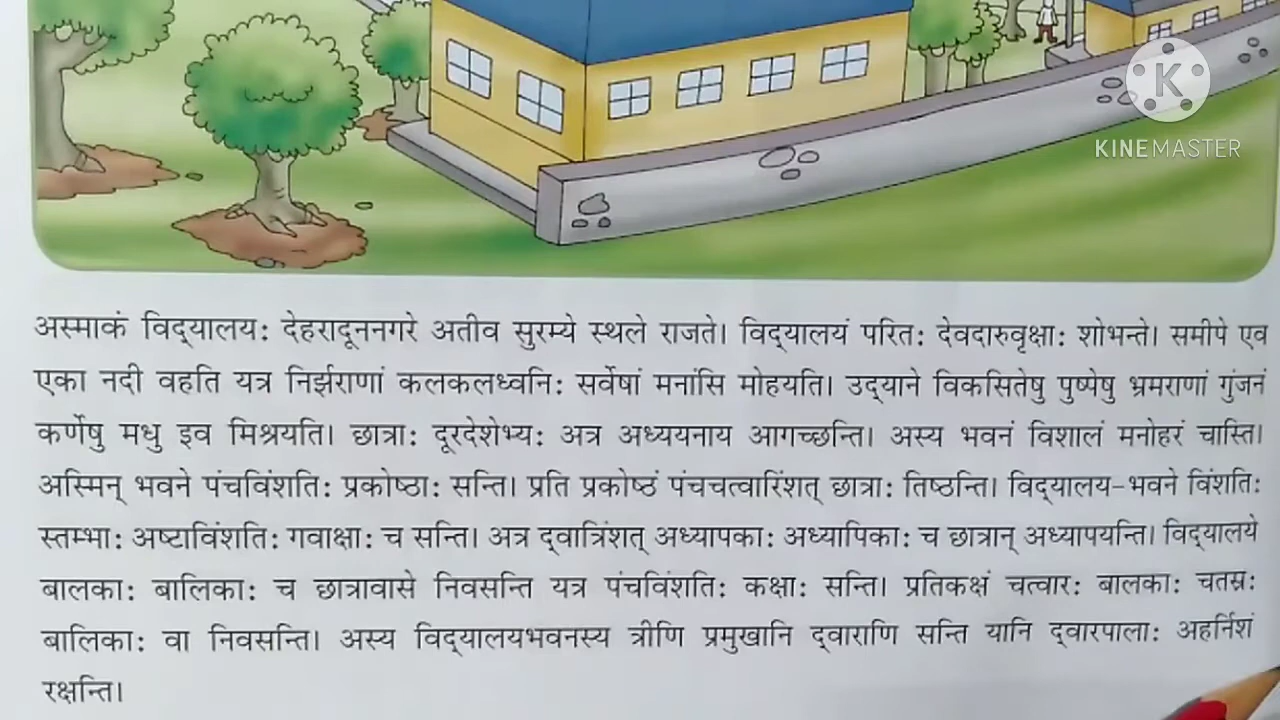 K
KINEMASTER
अस्माकं विद्‌यालयः देहरादूननगरे अतीव सुरम्ये स्थले राजते। विद्‌यालयं परितः देवदारुवृक्षाः शोभन्ते। समीपे एव
एका नदी वहति यत्र निर्झराणां कलकलध्वनिः सर्वेषां मनांसि मोहयति। उद्‌याने विकसितेषु पुष्पेषु भ्रमराणां गुंजनं
कर्णेषु मधु इव मिश्रयति। छात्राः दूरदेशेभ्यः अत्र अध्ययनाय आगच्छन्ति। अस्य भवनं विशालं मनोहरं चास्ति।
अस्मिन् भवने पंचविंशतिः प्रकोष्ठाः सन्ति। प्रति प्रकोष्ठं पंचचत्वारिंशत् छात्राः तिष्ठन्ति। विद्‌यालय-भवने विंशतिः
स्तम्भाः अष्टाविंशतिः गवाक्षाः च सन्ति। अत्र द्‌वात्रिंशत् अध्यापकाः अध्यापिकाः च छात्रान् अध्यापयन्ति। विद्‌यालये
बालकाः बालिकाः च छात्रावासे निवसन्ति यत्र पंचविंशतिः कक्षाः सन्ति। प्रतिकक्षं चत्वारः बालकाः चतस्रः
बालिकाः वा निवसन्ति। अस्य विद्‌यालयभवनस्य त्रीणि प्रमुखानि द्‌वाराणि सन्ति यानि द्‌वारपालाः अहर्निशं
रक्षन्ति।